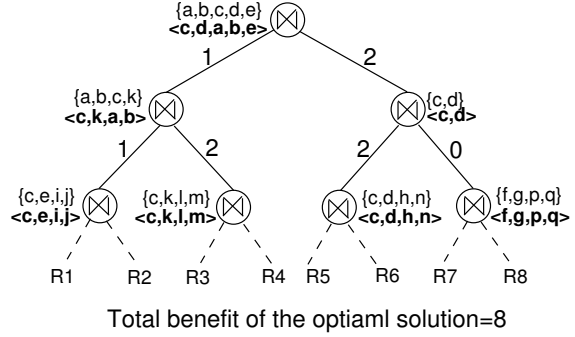 {a,b,c,d,e}
<c,d,a,b,e>
1 2
{a,b,c,k} {c,d}
<c,k,a,b> <c,d>
1 2 2 0
{c,e,i,j} {c,k,l,m} {c,d,h,n} {f,g,p,q}
<c,e,i,j> <c,k,l,m> <c,d,h,n> <f,g,p,q>
R1 R2 R3 R4 R5 R6 R7 R8
Total benefit of the optiaml solution=8